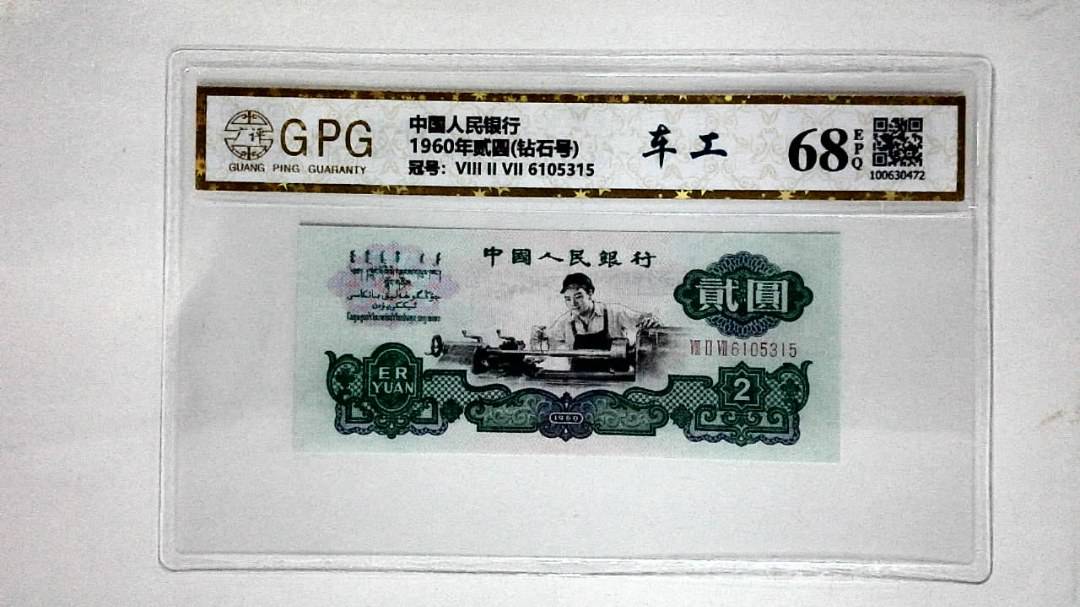 广评
GPG
GUANG PING GUARANTY
中国人民银行
1960年贰圆(钻石号)
冠号：VIII II VII 6105315
车工
68
EPQ
100630472
中國人民銀行
貳圓
VIII II VII 6105315
ER
YUAN
1960
2